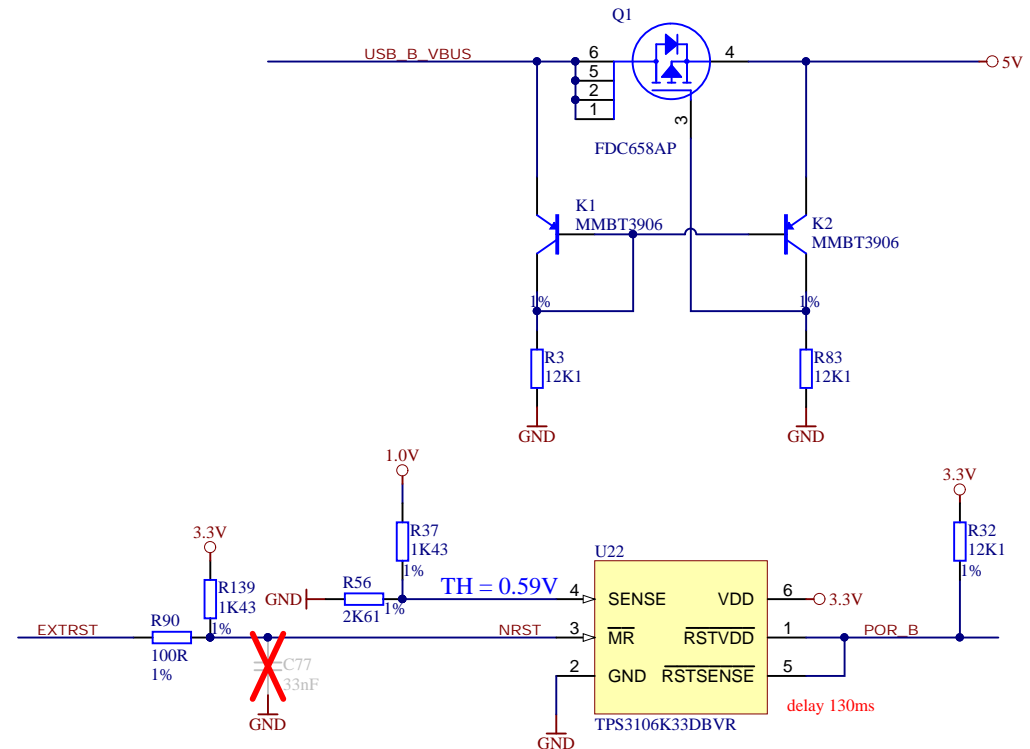 Q1
USB_B_VBUS
6
4
5V
5
2
1
3
FDC658AP
K1
MMBT3906
K2
MMBT3906
1%
1%
R3
12K1
R83
12K1
GND
GND
1.0V
3.3V
3.3V
R37
1K43
1%
R32
12K1
1%
U22
R139
1K43
1%
R56
2K61
1%
GND
TH = 0.59V
4
SENSE
VDD
6
3.3V
EXTRST
R90
100R
1%
NRST
3
MR
RSTVDD
1
POR_B
C77
33nF
2
GND
RSTSENSE
5
delay 130ms
GND
TPS3106K33DBVR
GND